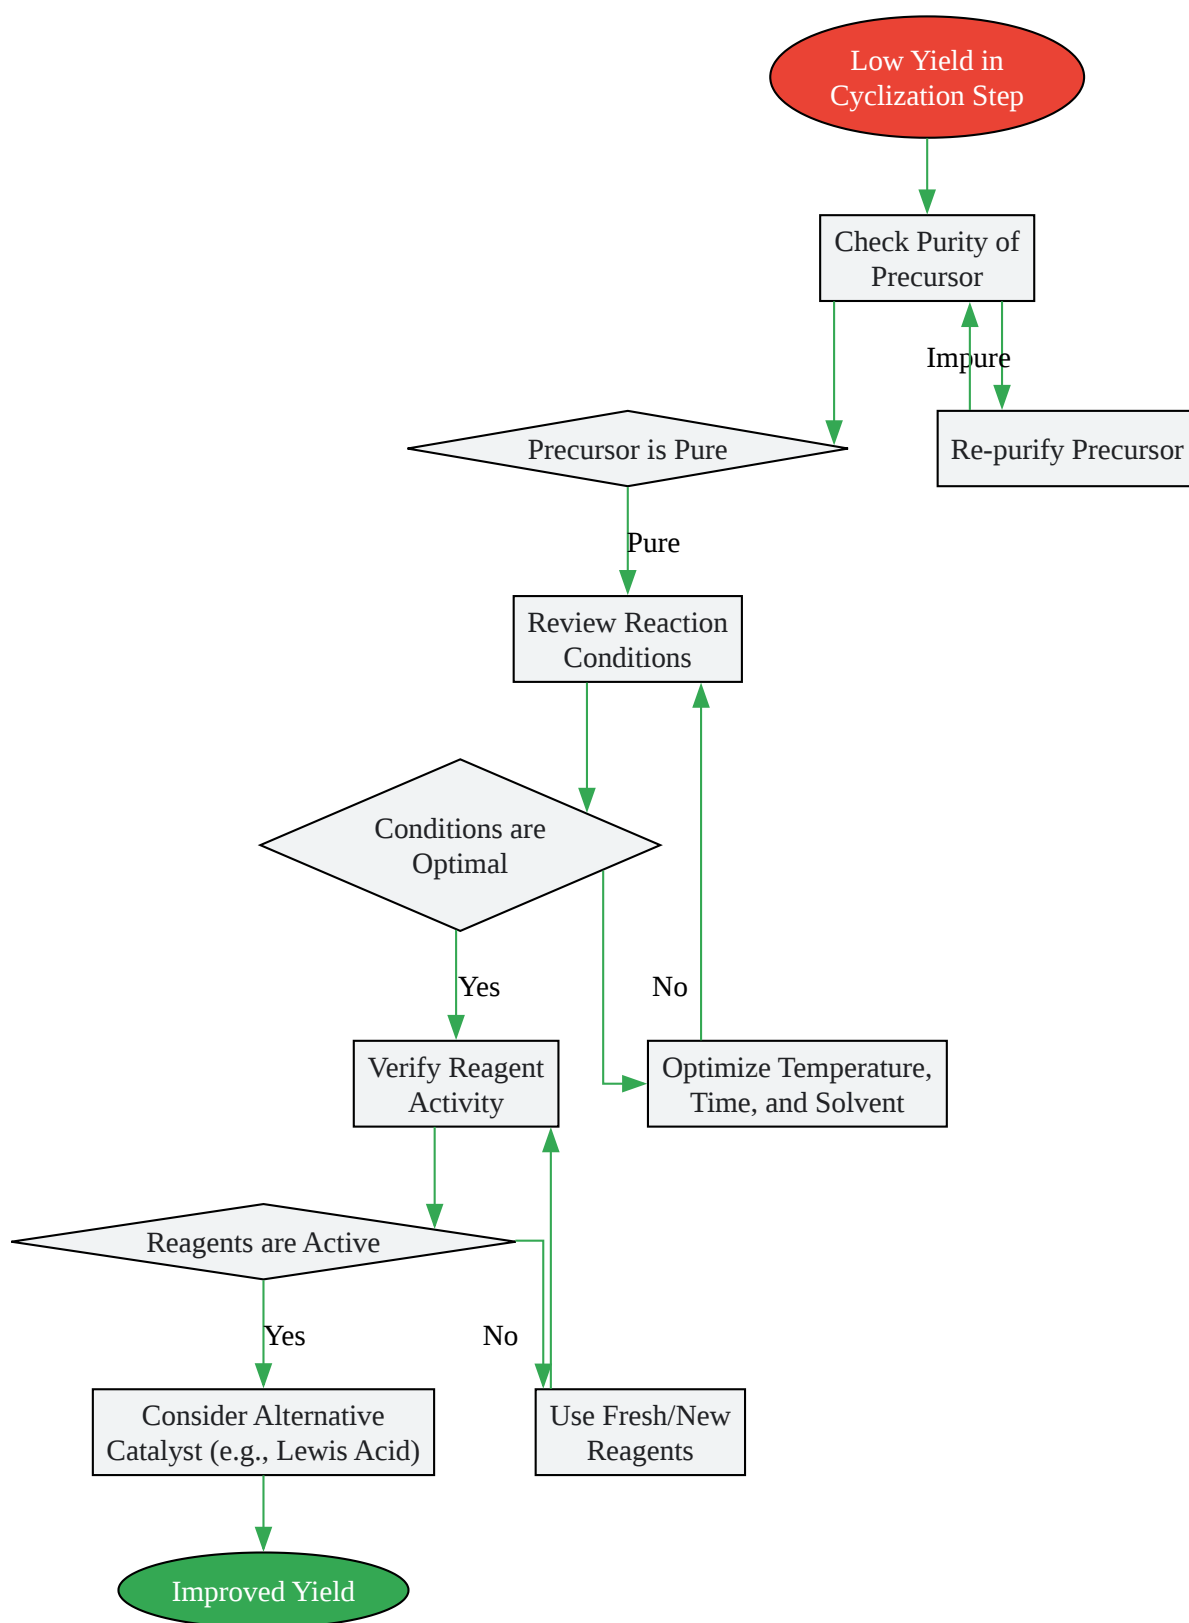 Low Yield in
Cyclization Step
Check Purity of
Precursor
Impure
Precursor is Pure
Re-purify Precursor
Pure
Review Reaction
Conditions
Conditions are
Optimal
Yes
No
Verify Reagent
Activity
Optimize Temperature,
Time, and Solvent
Reagents are Active
Yes
No
Consider Alternative
Catalyst (e.g., Lewis Acid)
Use Fresh/New
Reagents
Improved Yield